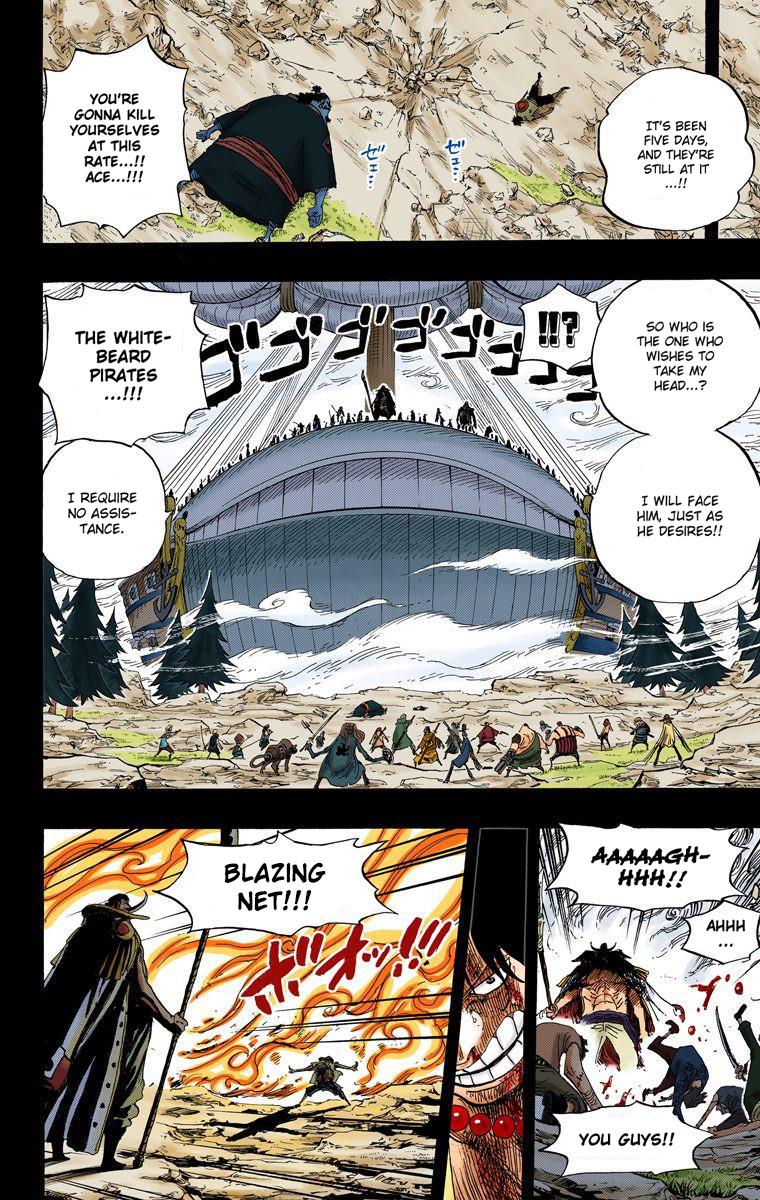 IT'S BEEN
FIVE DAYS,
AND THEY'RE
STILL AT IT
...!!
YOU'RE
GONNA KILL
YOURSELVES
AT THIS
RATE...!!
ACE...!!!
ゼェ…
ゼェ…
SO WHO IS
THE ONE WHO
WISHES TO
TAKE MY
HEAD...?
!!?
THE WHITE-
BEARD
PIRATES
...!!!
ゴゴゴゴゴゴゴ
I WILL FACE
HIM, JUST AS
HE DESIRES!!
I REQUIRE
NO ASSIS-
TANCE.
AAAAAGH-
HHH!!
AHHH
...
YOU GUYS!!
BLAZING
NET!!!
ボオッ!!!